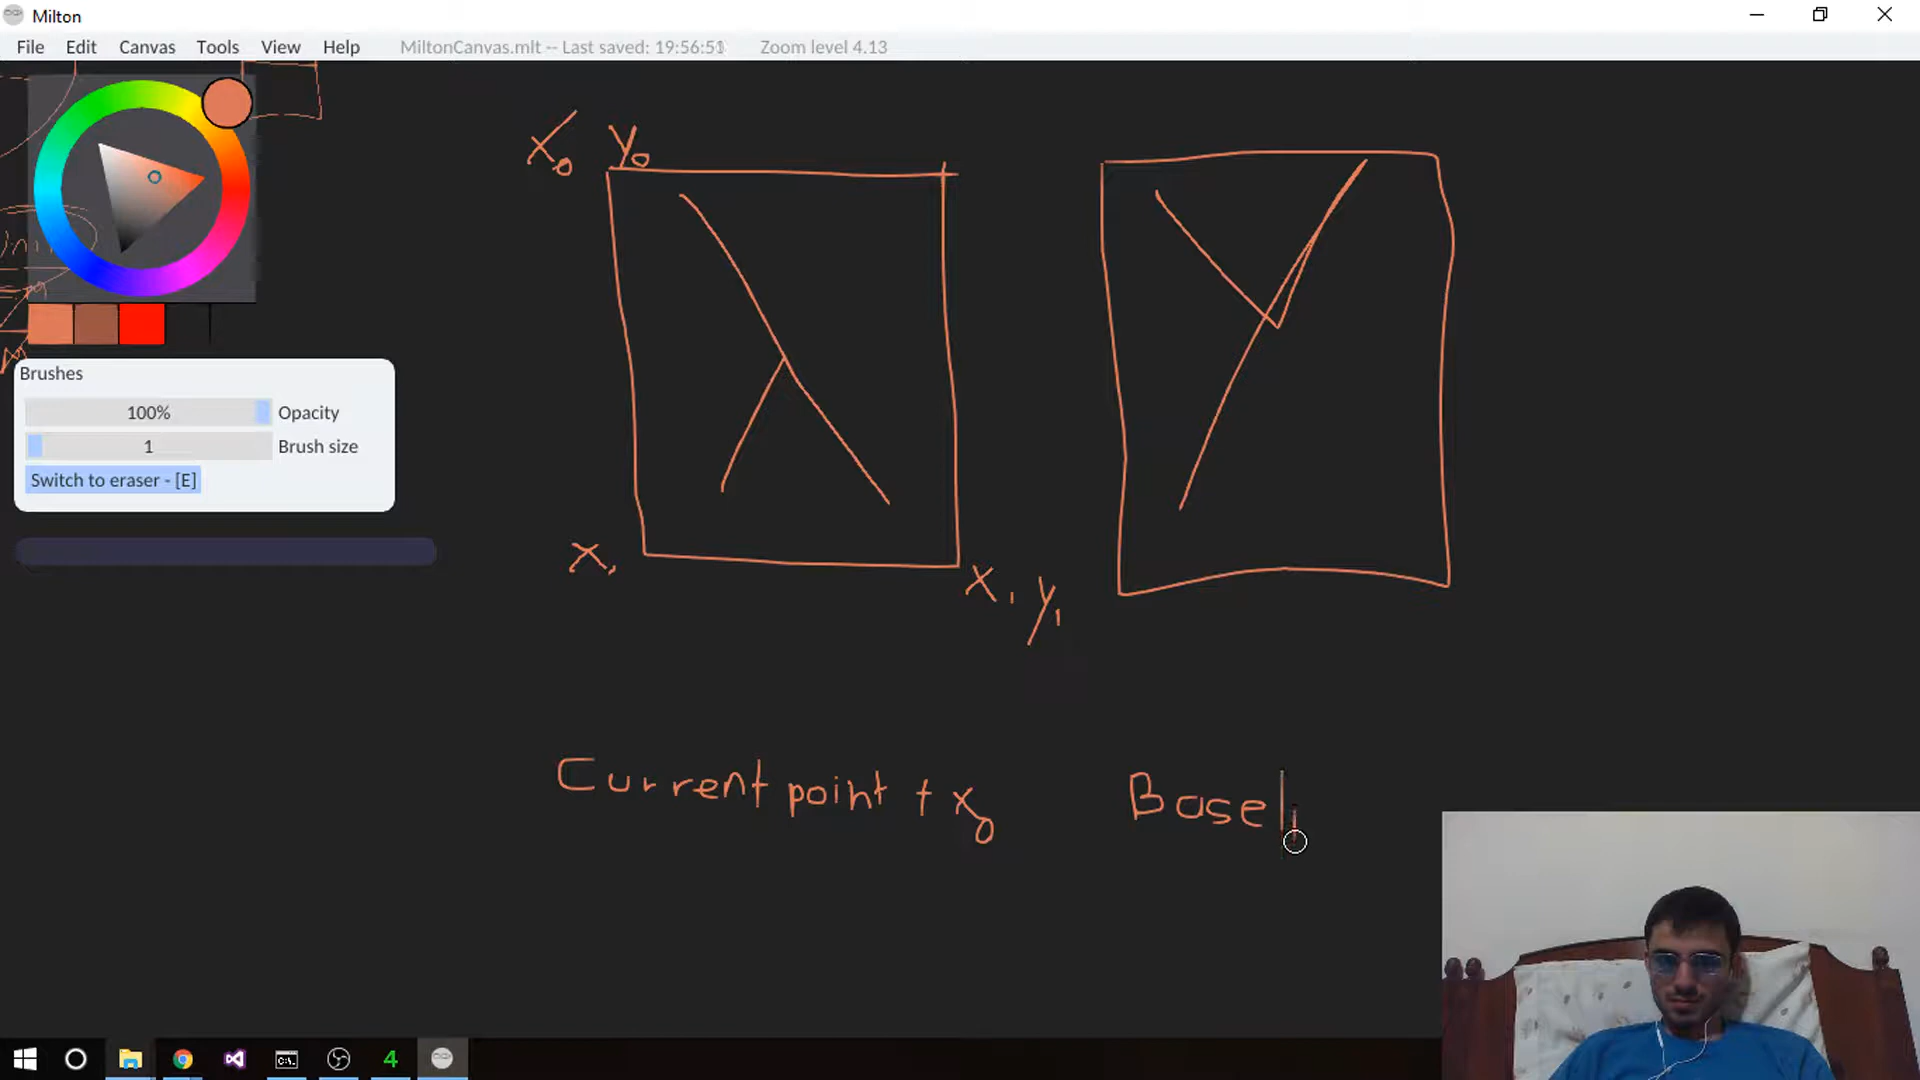 Milton
File Edit Canvas Tools View Help MiltonCanvas.mlt -- Last saved: 19:56:51 Zoom level 4.13
x0 y0
Brushes
100% Opacity
1 Brush size
Switch to eraser - [E]
x1
x1 y1
Current point + x0
Basel
4